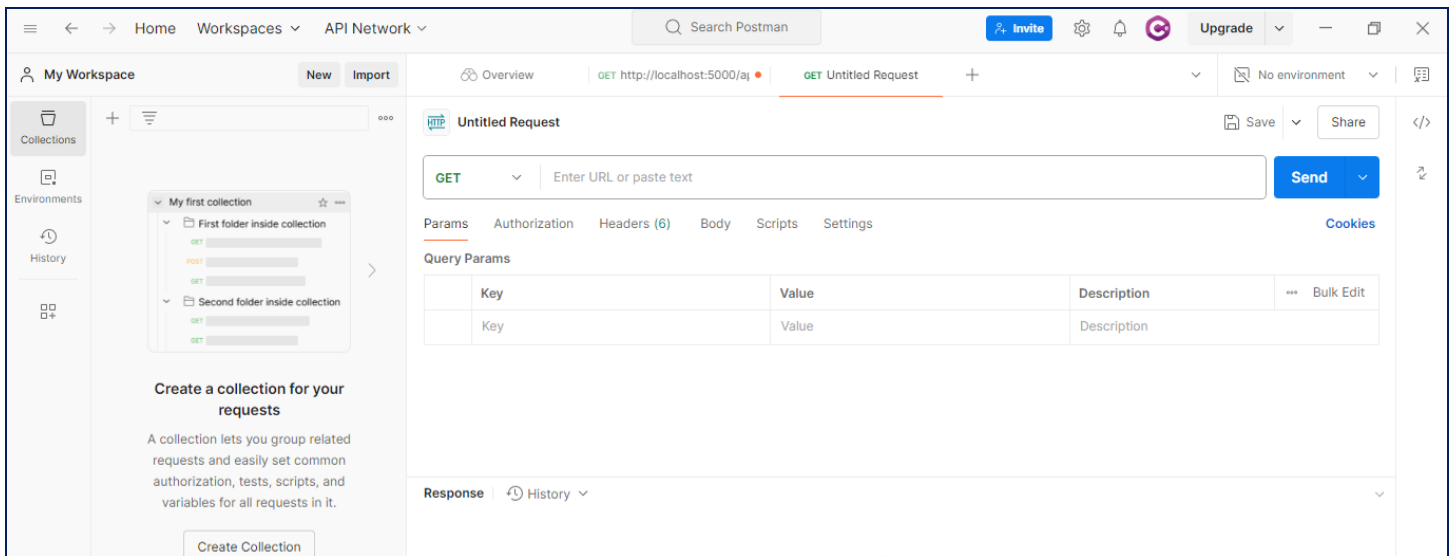 Home Workspaces API Network Search Postman Invite Upgrade
My Workspace New Import Overview GET http://localhost:5000/a GET Untitled Request No environment
Collections
HTTP Untitled Request Save Share </>
Environments
GET Enter URL or paste text Send
My first collection
First folder inside collection
GET
POST
GET
Second folder inside collection
GET
GET
History
Params Authorization Headers (6) Body Scripts Settings Cookies
Query Params
Key Value Description Bulk Edit
Key Value Description
Create a collection for your
requests
A collection lets you group related
requests and easily set common
authorization, tests, scripts, and
variables for all requests in it.
Create Collection
Response History